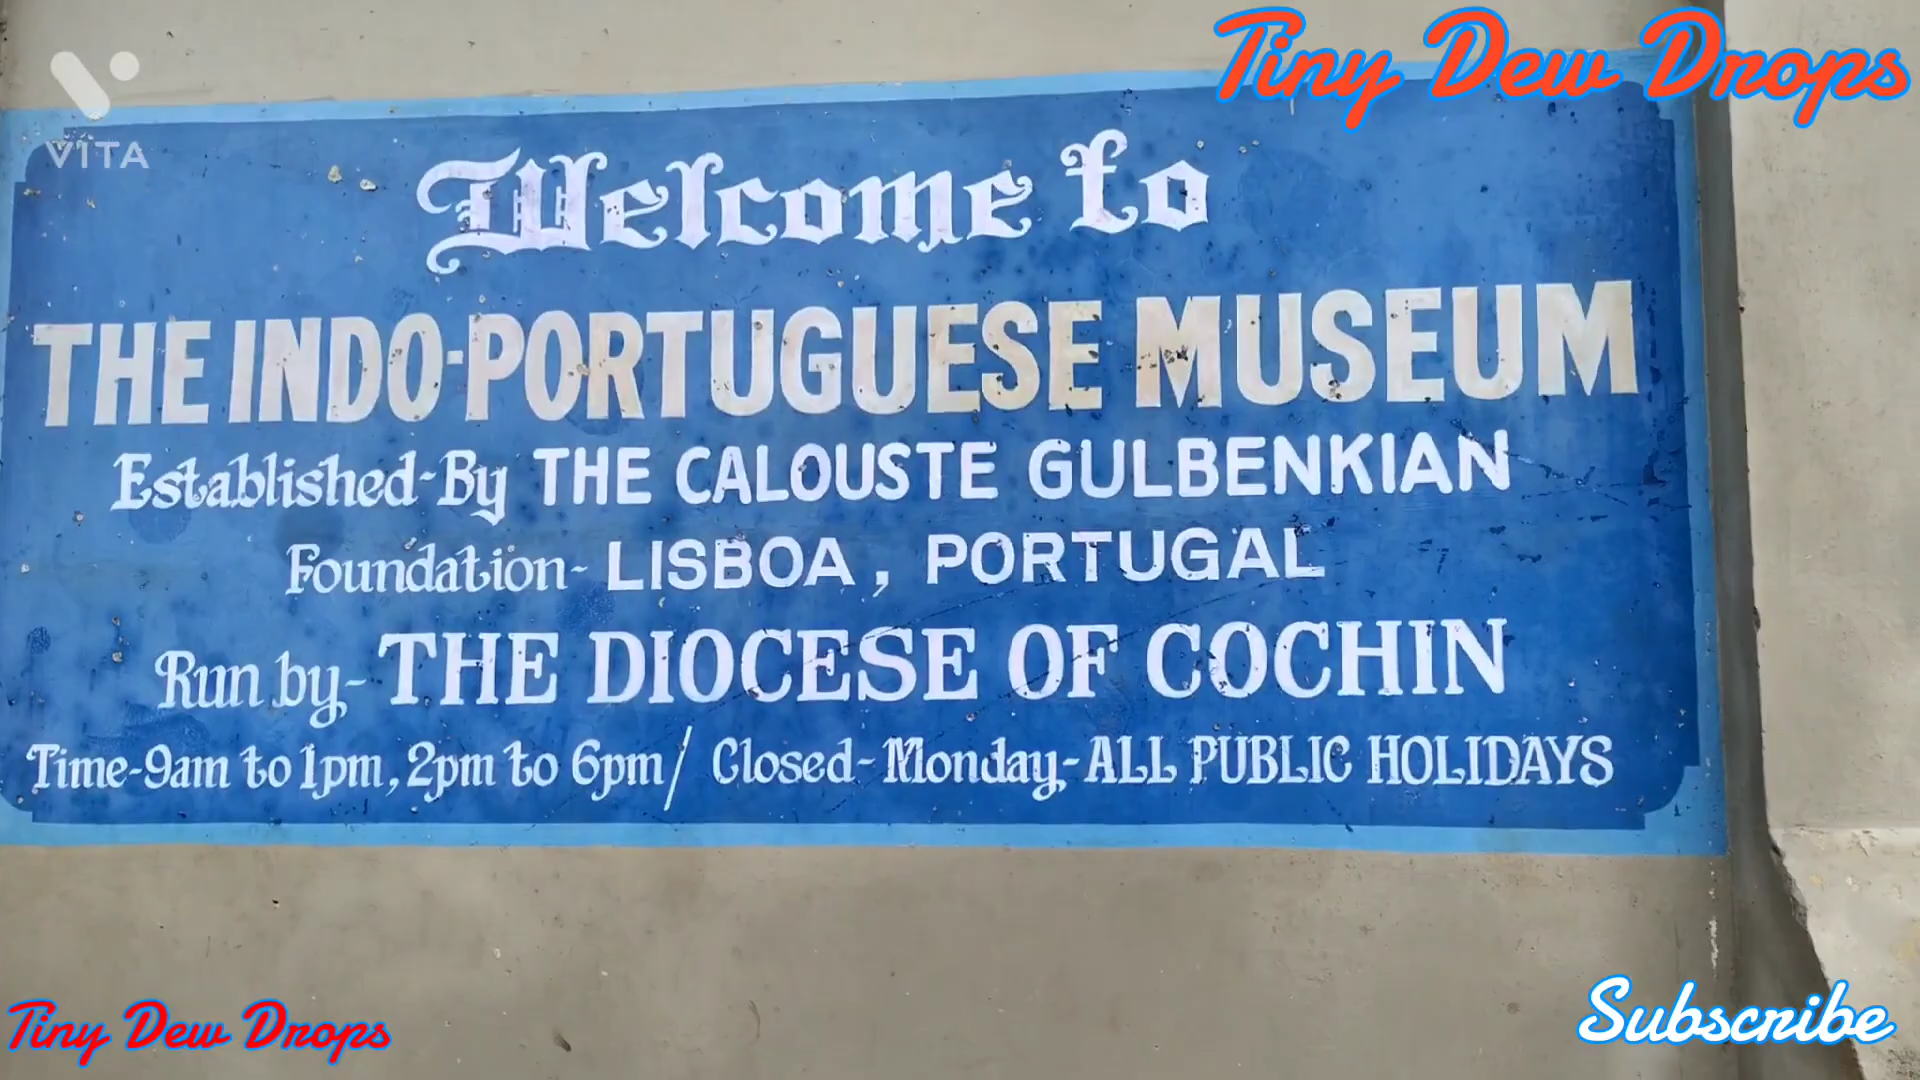 Tiny Dew Drops
VITA
Welcome to
THE INDO-PORTUGUESE MUSEUM
Established-By THE CALOUSTE GULBENKIAN
Foundation- LISBOA, PORTUGAL
Run by- THE DIOCESE OF COCHIN
Time-9am to 1pm, 2pm to 6pm/ Closed-Monday-ALL PUBLIC HOLIDAYS
Tiny Dew Drops
Subscribe